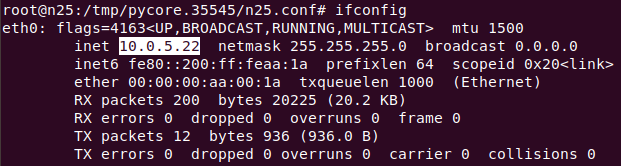 root@n25:/tmp/pycore.35545/n25.conf# ifconfig
eth0: flags=4163<UP,BROADCAST,RUNNING,MULTICAST>  mtu 1500
        inet 10.0.5.22  netmask 255.255.255.0  broadcast 0.0.0.0
        inet6 fe80::200:ff:feaa:1a  prefixlen 64  scopeid 0x20<link>
        ether 00:00:00:aa:00:1a  txqueuelen 1000  (Ethernet)
        RX packets 200  bytes 20225 (20.2 KB)
        RX errors 0  dropped 0  overruns 0  frame 0
        TX packets 12  bytes 936 (936.0 B)
        TX errors 0  dropped 0 overruns 0  carrier 0  collisions 0